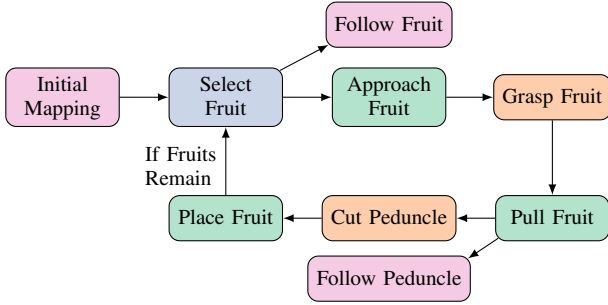 Follow Fruit
Initial
Mapping
Select
Fruit
Approach
Fruit
Grasp Fruit
If Fruits
Remain
Place Fruit
Cut Peduncle
Pull Fruit
Follow Peduncle